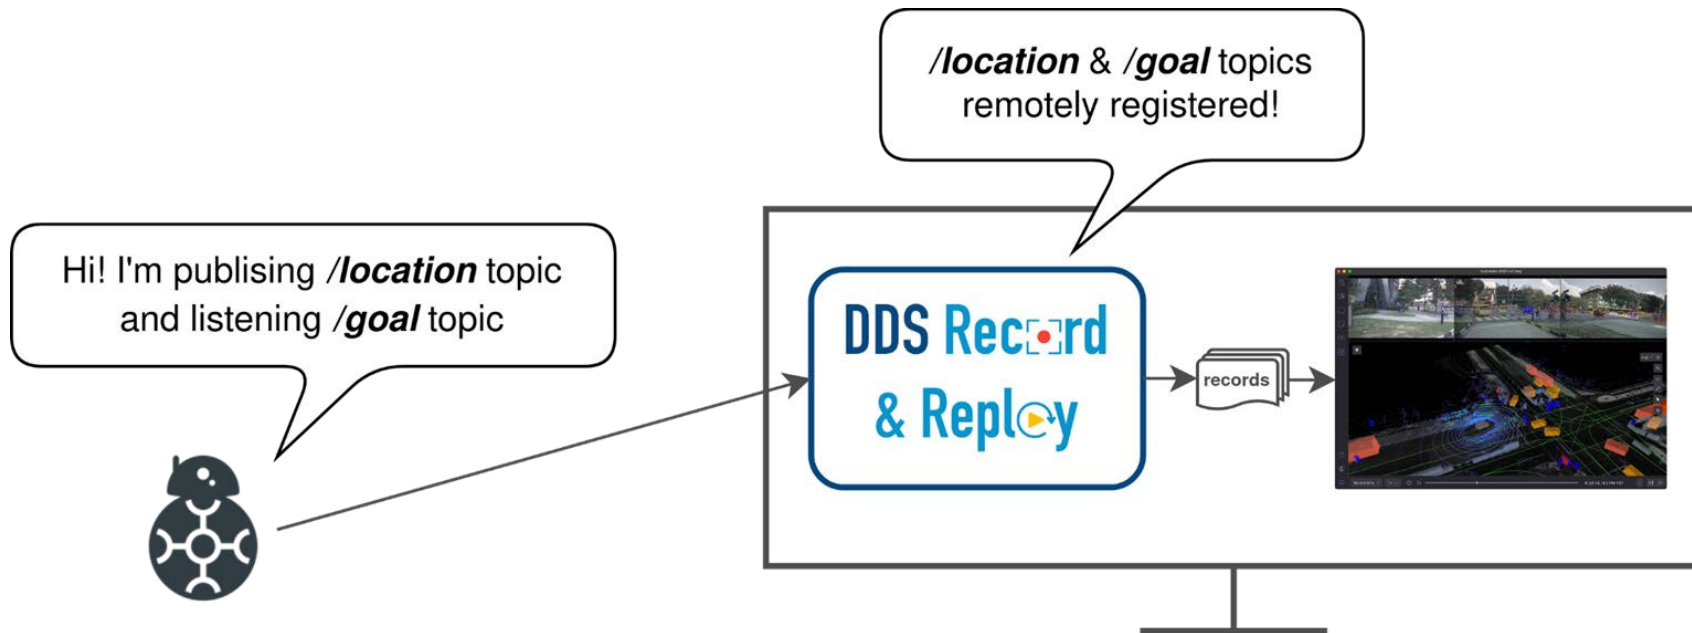 /location & /goal topics
remotely registered!
Hi! I'm publising /location topic
and listening /goal topic
DDS Record
& Replay
records